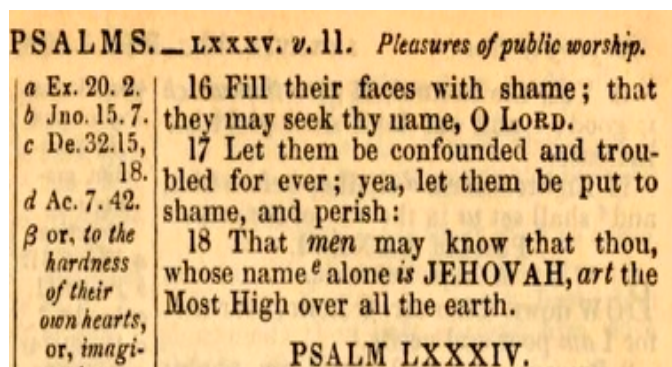 PSALMS.—LXXXV. v. 11. Pleasures of public worship.
a Ex. 20. 2.
b Jno. 15. 7.
c De. 32. 15,
18.
d Ac. 7. 42.
β or, to the
hardness
of their
own hearts,
or, imagi-
16 Fill their faces with shame; that
they may seek thy name, O LORD.
17 Let them be confounded and trou-
bled for ever; yea, let them be put to
shame, and perish:
18 That men may know that thou,
whose name e alone is JEHOVAH, art the
Most High over all the earth.
PSALM LXXXIV.